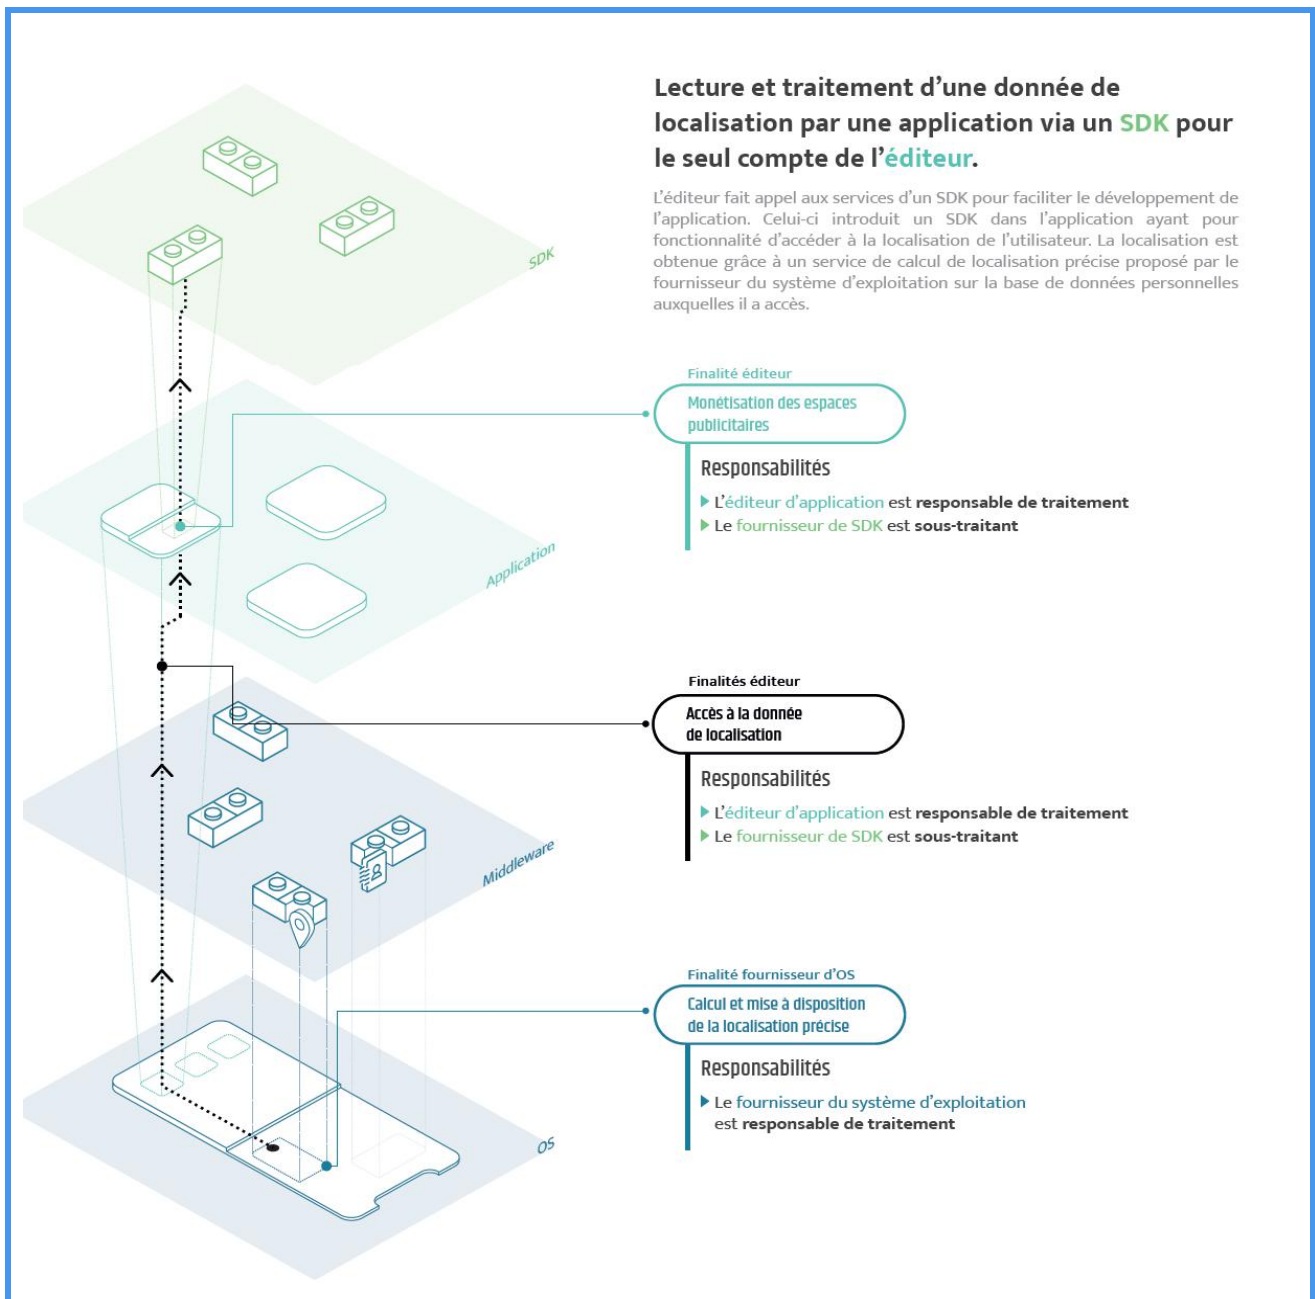 Lecture et traitement d’une donnée de
localisation par une application via un SDK pour
le seul compte de l’éditeur.
L’éditeur fait appel aux services d’un SDK pour faciliter le développement de
l’application. Celui-ci introduit un SDK dans l’application ayant pour
fonctionnalité d’accéder à la localisation de l’utilisateur. La localisation est
obtenue grâce à un service de calcul de localisation précise proposé par le
fournisseur du système d’exploitation sur la base de données personnelles
auxquelles il a accès.
SDK
Finalité éditeur
Monétisation des espaces
publicitaires
Responsabilités
L’éditeur d’application est responsable de traitement
Le fournisseur de SDK est sous-traitant
Application
Finalités éditeur
Accès à la donnée
de localisation
Responsabilités
L’éditeur d’application est responsable de traitement
Le fournisseur de SDK est sous-traitant
Middleware
Finalité fournisseur d’OS
Calcul et mise à disposition
de la localisation précise
Responsabilités
Le fournisseur du système d’exploitation
est responsable de traitement
OS